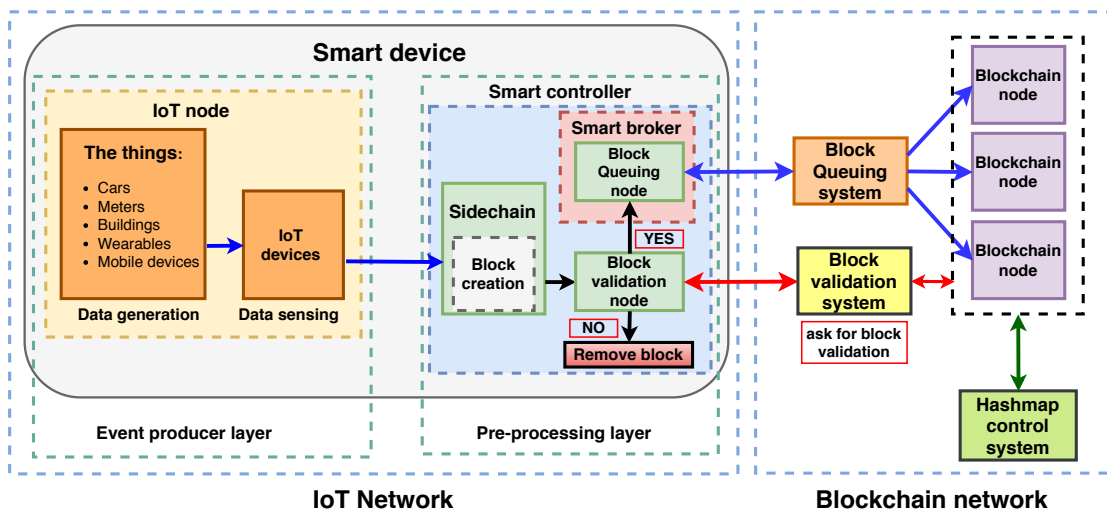 Smart device
IoT node
The things:
• Cars
• Meters
• Buildings
• Wearables
• Mobile devices
Data generation
IoT
devices
Data sensing
Event producer layer
Smart controller
Smart broker
Block
Queuing
node
Sidechain
Block
creation
YES
Block
validation
node
NO
Remove block
Pre-processing layer
IoT Network
Block
Queuing
system
Block
validation
system
ask for block
validation
Blockchain
node
Blockchain
node
Blockchain
node
Hashmap
control
system
Blockchain network